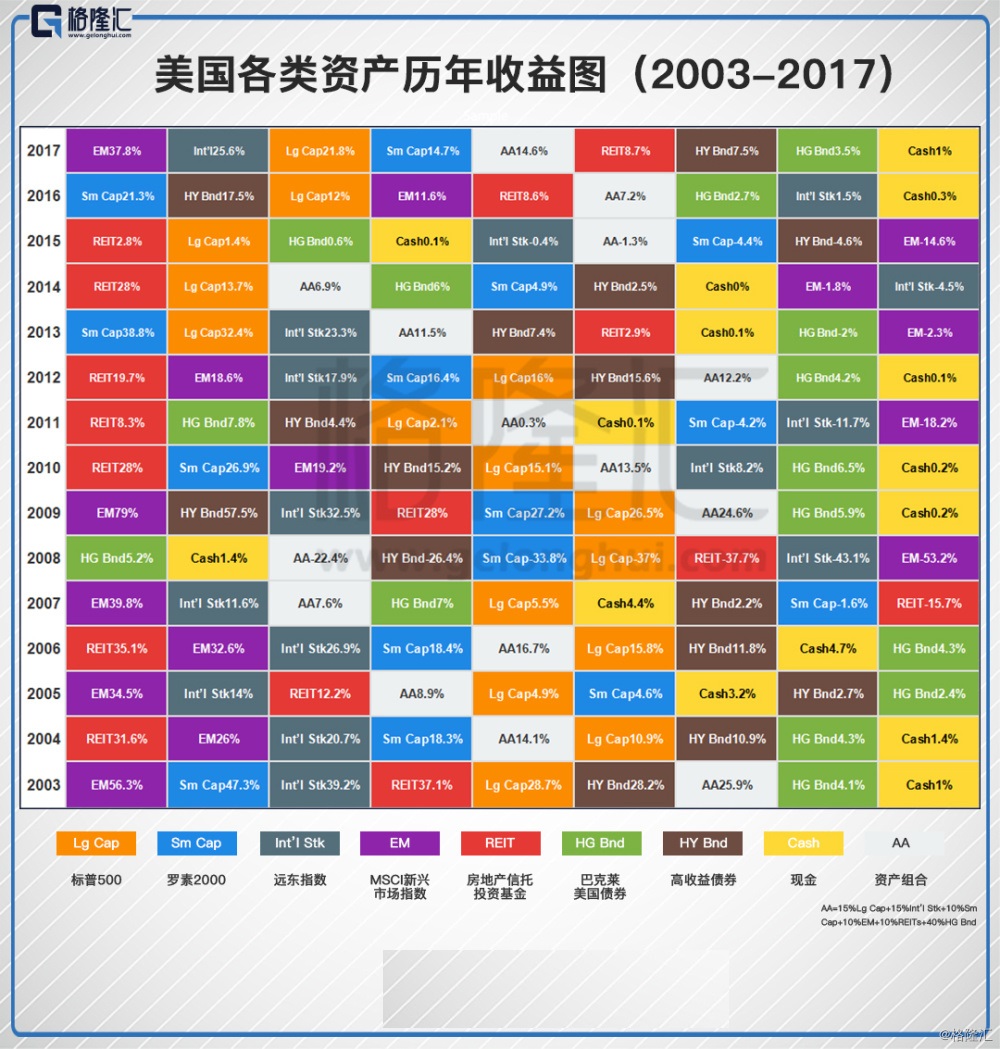 格隆汇
www.gelonghui.com
美国各类资产历年收益图（2003-2017）
2017 EM37.8% Int'l25.6% Lg Cap21.8% Sm Cap14.7% AA14.6% REIT8.7% HY Bnd7.5% HG Bnd3.5% Cash1%
2016 Sm Cap21.3% HY Bnd17.5% Lg Cap12% EM11.6% REIT8.6% AA7.2% HG Bnd2.7% Int'l Stk1.5% Cash0.3%
2015 REIT2.8% Lg Cap1.4% HG Bnd0.6% Cash0.1% Int'l Stk-0.4% AA-1.3% Sm Cap-4.4% HY Bnd-4.6% EM-14.6%
2014 REIT28% Lg Cap13.7% AA6.9% HG Bnd6% Sm Cap4.9% HY Bnd2.5% Cash0% EM-1.8% Int'l Stk-4.5%
2013 Sm Cap38.8% Lg Cap32.4% Int'l Stk23.3% AA11.5% HY Bnd7.4% REIT2.9% Cash0.1% HG Bnd-2% EM-2.3%
2012 REIT19.7% EM18.6% Int'l Stk17.9% Sm Cap16.4% Lg Cap16% HY Bnd15.6% AA12.2% HG Bnd4.2% Cash0.1%
2011 REIT8.3% HG Bnd7.8% HY Bnd4.4% Lg Cap2.1% AA0.3% Cash0.1% Sm Cap-4.2% Int'l Stk-11.7% EM-18.2%
2010 REIT28% Sm Cap26.9% EM19.2% HY Bnd15.2% Lg Cap15.1% AA13.5% Int'l Stk8.2% HG Bnd6.5% Cash0.2%
2009 EM79% HY Bnd57.5% Int'l Stk32.5% REIT28% Sm Cap27.2% Lg Cap26.5% AA24.6% HG Bnd5.9% Cash0.2%
2008 HG Bnd5.2% Cash1.4% AA-22.4% HY Bnd-26.4% Sm Cap-33.8% Lg Cap-37% REIT-37.7% Int'l Stk-43.1% EM-53.2%
2007 EM39.8% Int'l Stk11.6% AA7.6% HG Bnd7% Lg Cap5.5% Cash4.4% HY Bnd2.2% Sm Cap-1.6% REIT-15.7%
2006 REIT35.1% EM32.6% Int'l Stk26.9% Sm Cap18.4% AA16.7% Lg Cap15.8% HY Bnd11.8% Cash4.7% HG Bnd4.3%
2005 EM34.5% Int'l Stk14% REIT12.2% AA8.9% Lg Cap4.9% Sm Cap4.6% Cash3.2% HY Bnd2.7% HG Bnd2.4%
2004 REIT31.6% EM26% Int'l Stk20.7% Sm Cap18.3% AA14.1% Lg Cap10.9% HY Bnd10.9% HG Bnd4.3% Cash1.4%
2003 EM56.3% Sm Cap47.3% Int'l Stk39.2% REIT37.1% Lg Cap28.7% HY Bnd28.2% AA25.9% HG Bnd4.1% Cash1%
格隆汇
www.gelonghui.com
Lg Cap Sm Cap Int'l Stk EM REIT HG Bnd HY Bnd Cash AA
标普500 罗素2000 远东指数 MSCI新兴 房地产信托 巴克莱 高收益债券 现金 资产组合
市场指数 投资基金 美国债券
AA=15%Lg Cap+15%Int'l Stk+10%Sm
Cap+10%EM+10%REITs+40%HG Bnd
@格隆汇